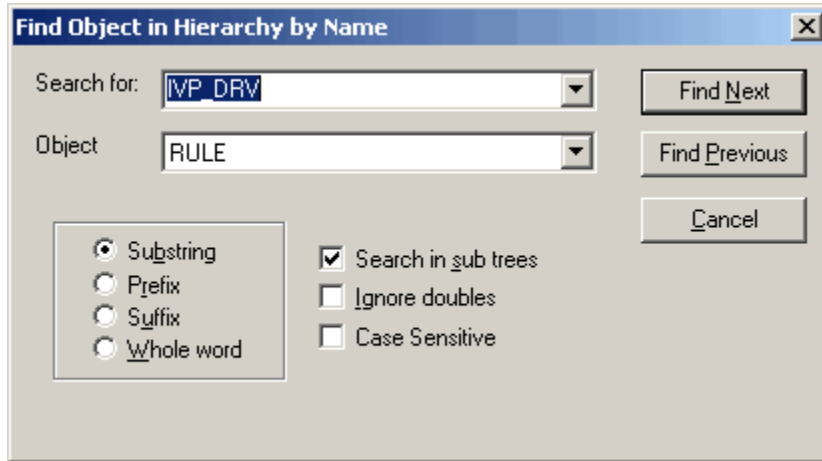 Find Object in Hierarchy by Name
Search for: IVP_DRV
Find Next
Object RULE
Find Previous
Cancel
Substring
Prefix
Suffix
Whole word
Search in sub trees
Ignore doubles
Case Sensitive